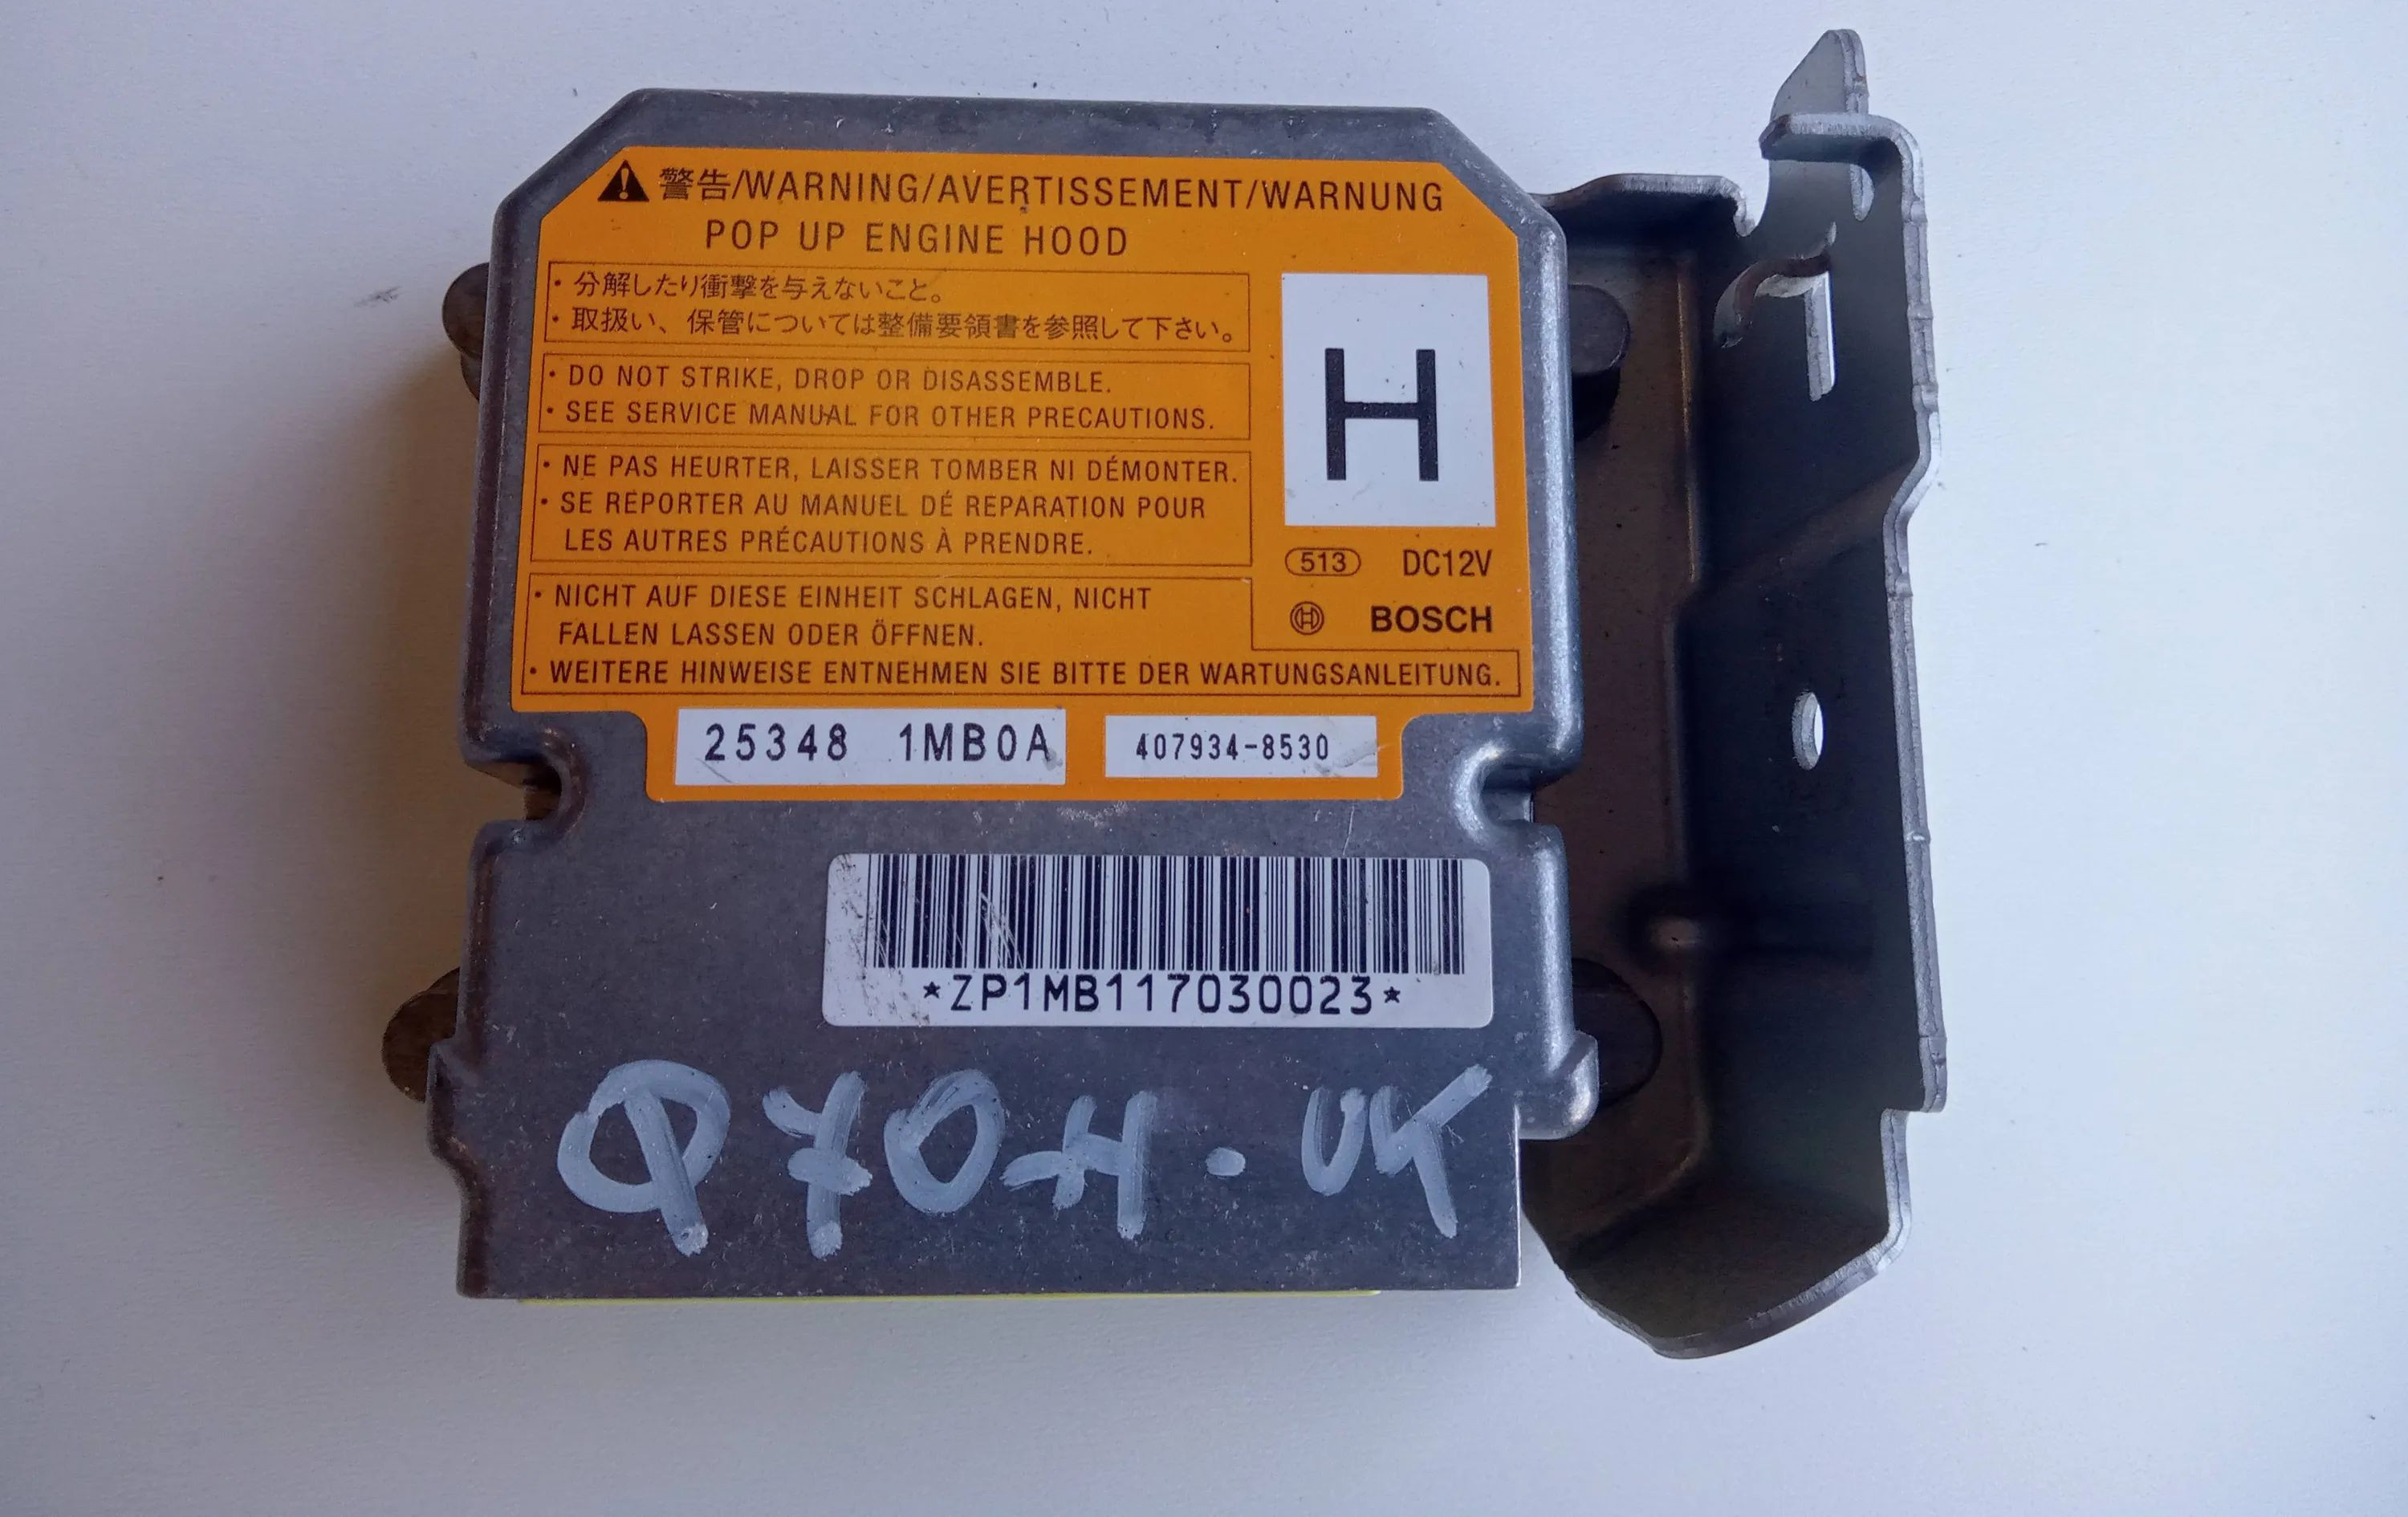 警告/WARNING/AVERTISSEMENT/WARNUNG
POP UP ENGINE HOOD
・分解したり衝撃を与えないこと。
・取扱い、保管については整備要領書を参照して下さい。
・DO NOT STRIKE, DROP OR DISASSEMBLE.
・SEE SERVICE MANUAL FOR OTHER PRECAUTIONS.
・NE PAS HEURTER, LAISSER TOMBER NI DÉMONTER.
・SE REPORTER AU MANUEL DÉ REPARATION POUR
LES AUTRES PRÉCAUTIONS À PRENDRE.
・NICHT AUF DIESE EINHEIT SCHLAGEN, NICHT
FALLEN LASSEN ODER ÖFFNEN.
・WEITERE HINWEISE ENTNEHMEN SIE BITTE DER WARTUNGSANLEITUNG.
H
513 DC12V
BOSCH
25348 1MB0A 407934-8530
*ZP1MB117030023*
Q70H. UK